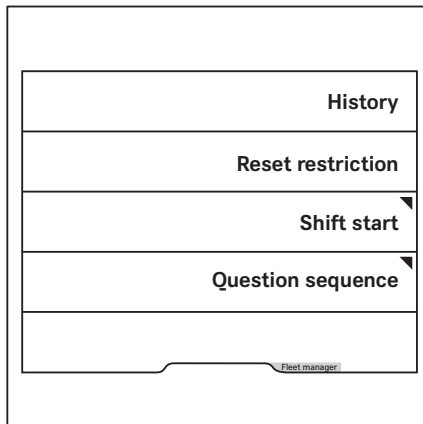 History
Reset restriction
Shift start
Question sequence
Fleet manager